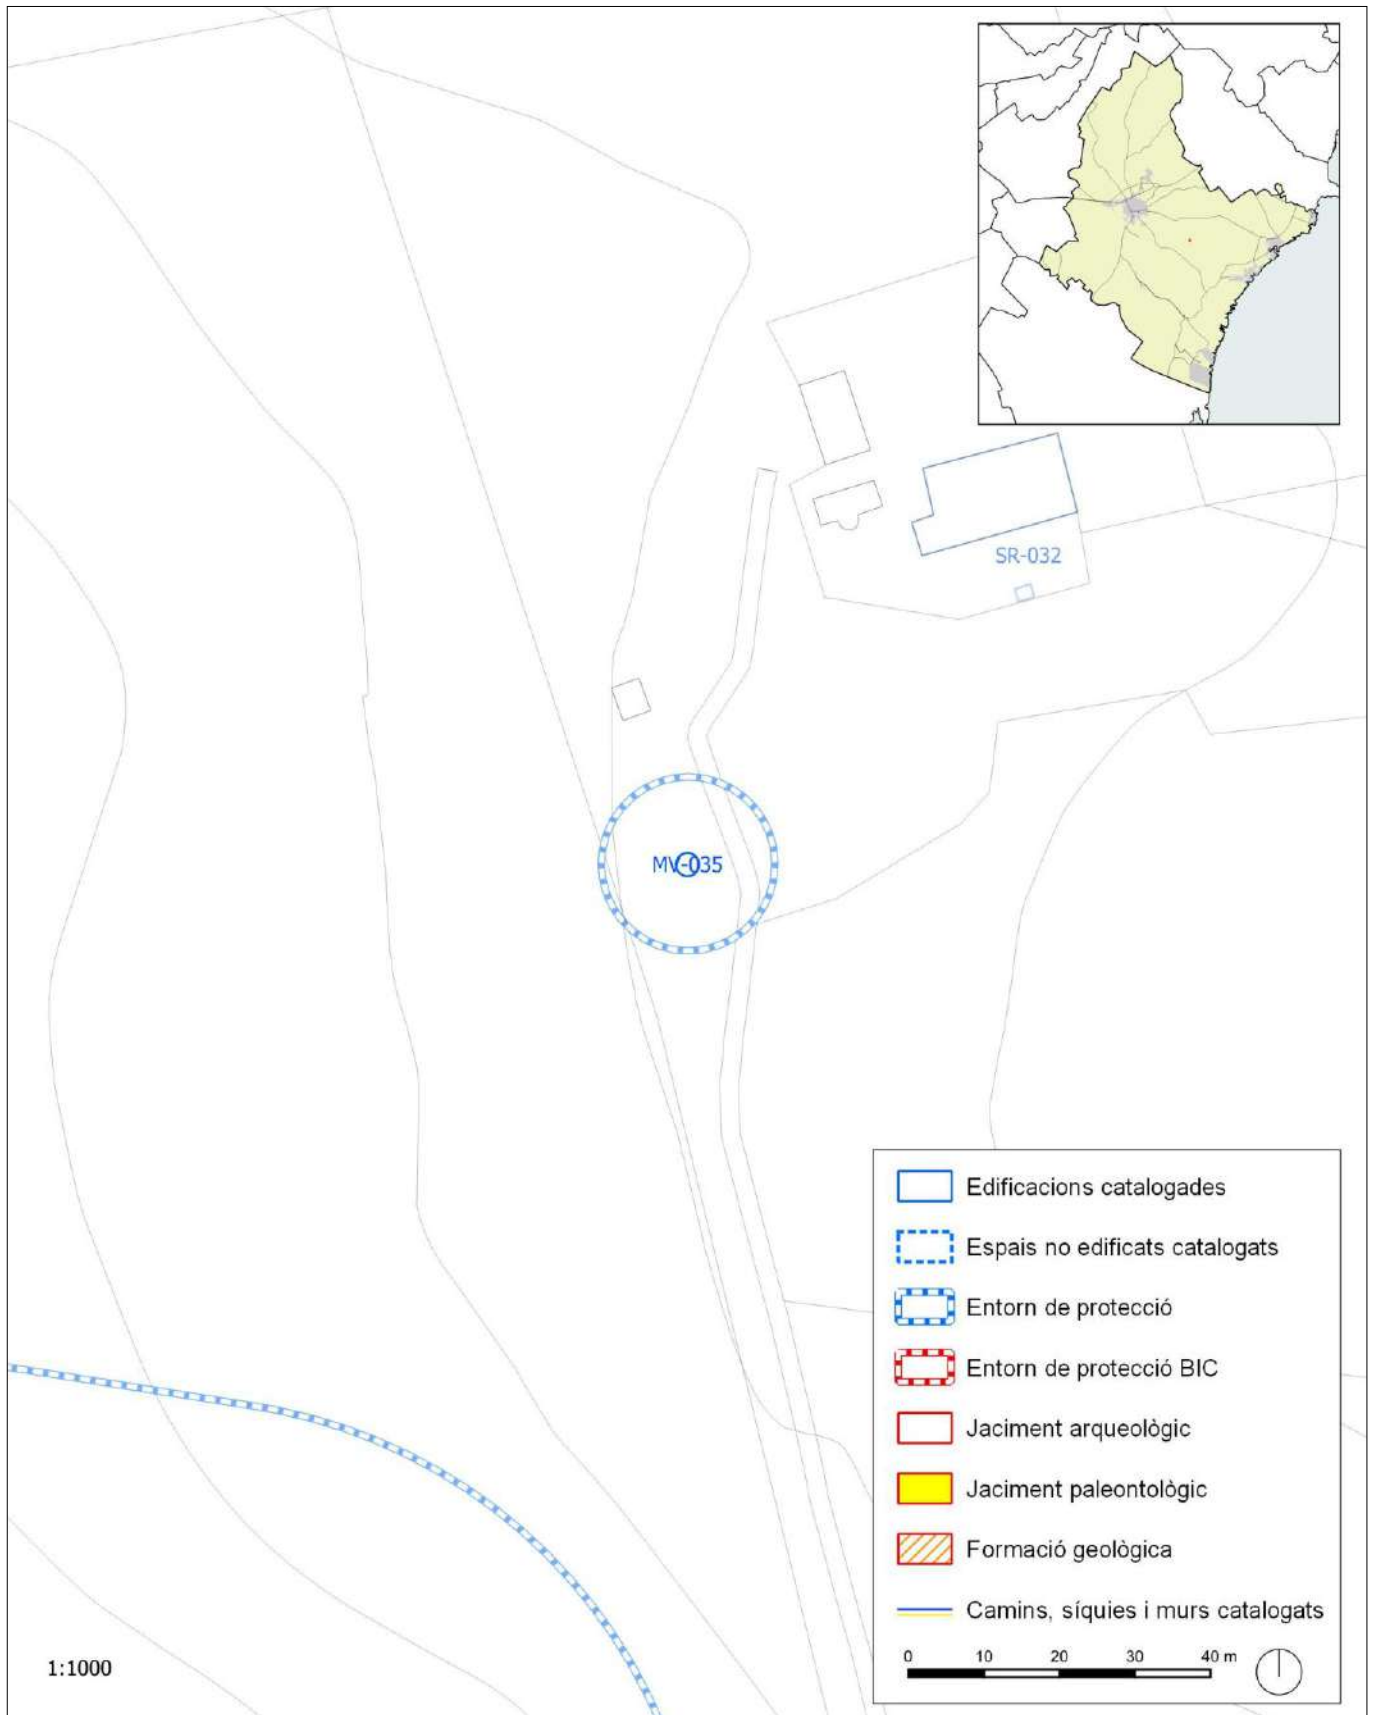 SR-032
MV-035
Edificacions catalogades
Espais no edificats catalogats
Entorn de protecció
Entorn de protecció BIC
Jaciment arqueològic
Jaciment paleontològic
Formació geològica
Camins, síquies i murs catalogats
0 10 20 30 40 m
1:1000